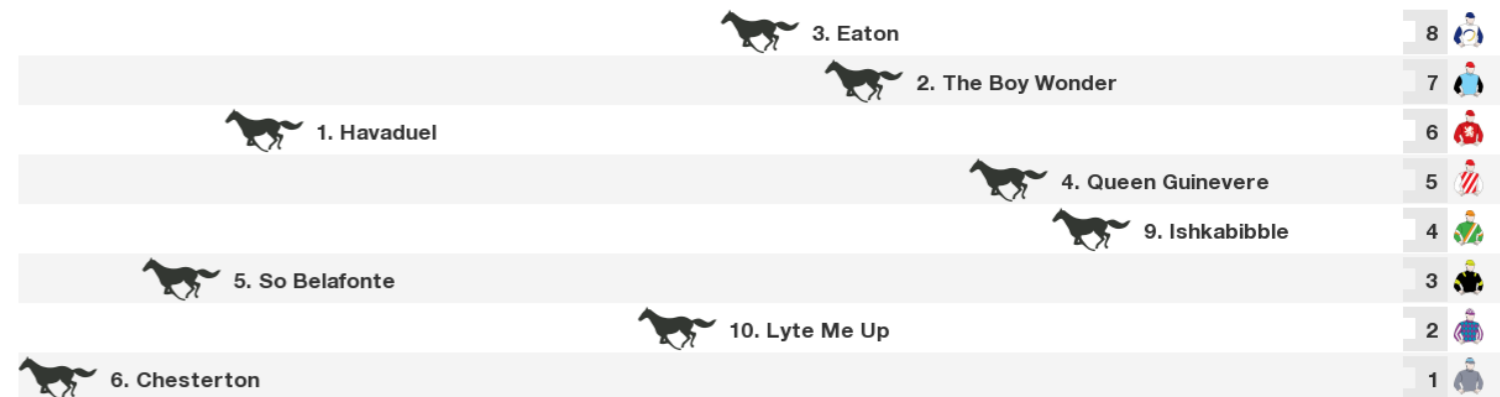 3. Eaton 8
2. The Boy Wonder 7
1. Havaduel 6
4. Queen Guinevere 5
9. Ishkabibble 4
5. So Belafonte 3
10. Lyte Me Up 2
6. Chesterton 1